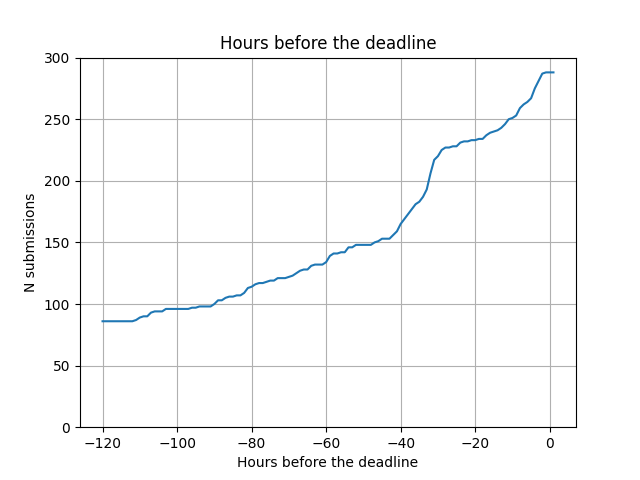 Hours before the deadline
300
250
200
150
100
50
0
N submissions
−120 −100 −80 −60 −40 −20 0
Hours before the deadline